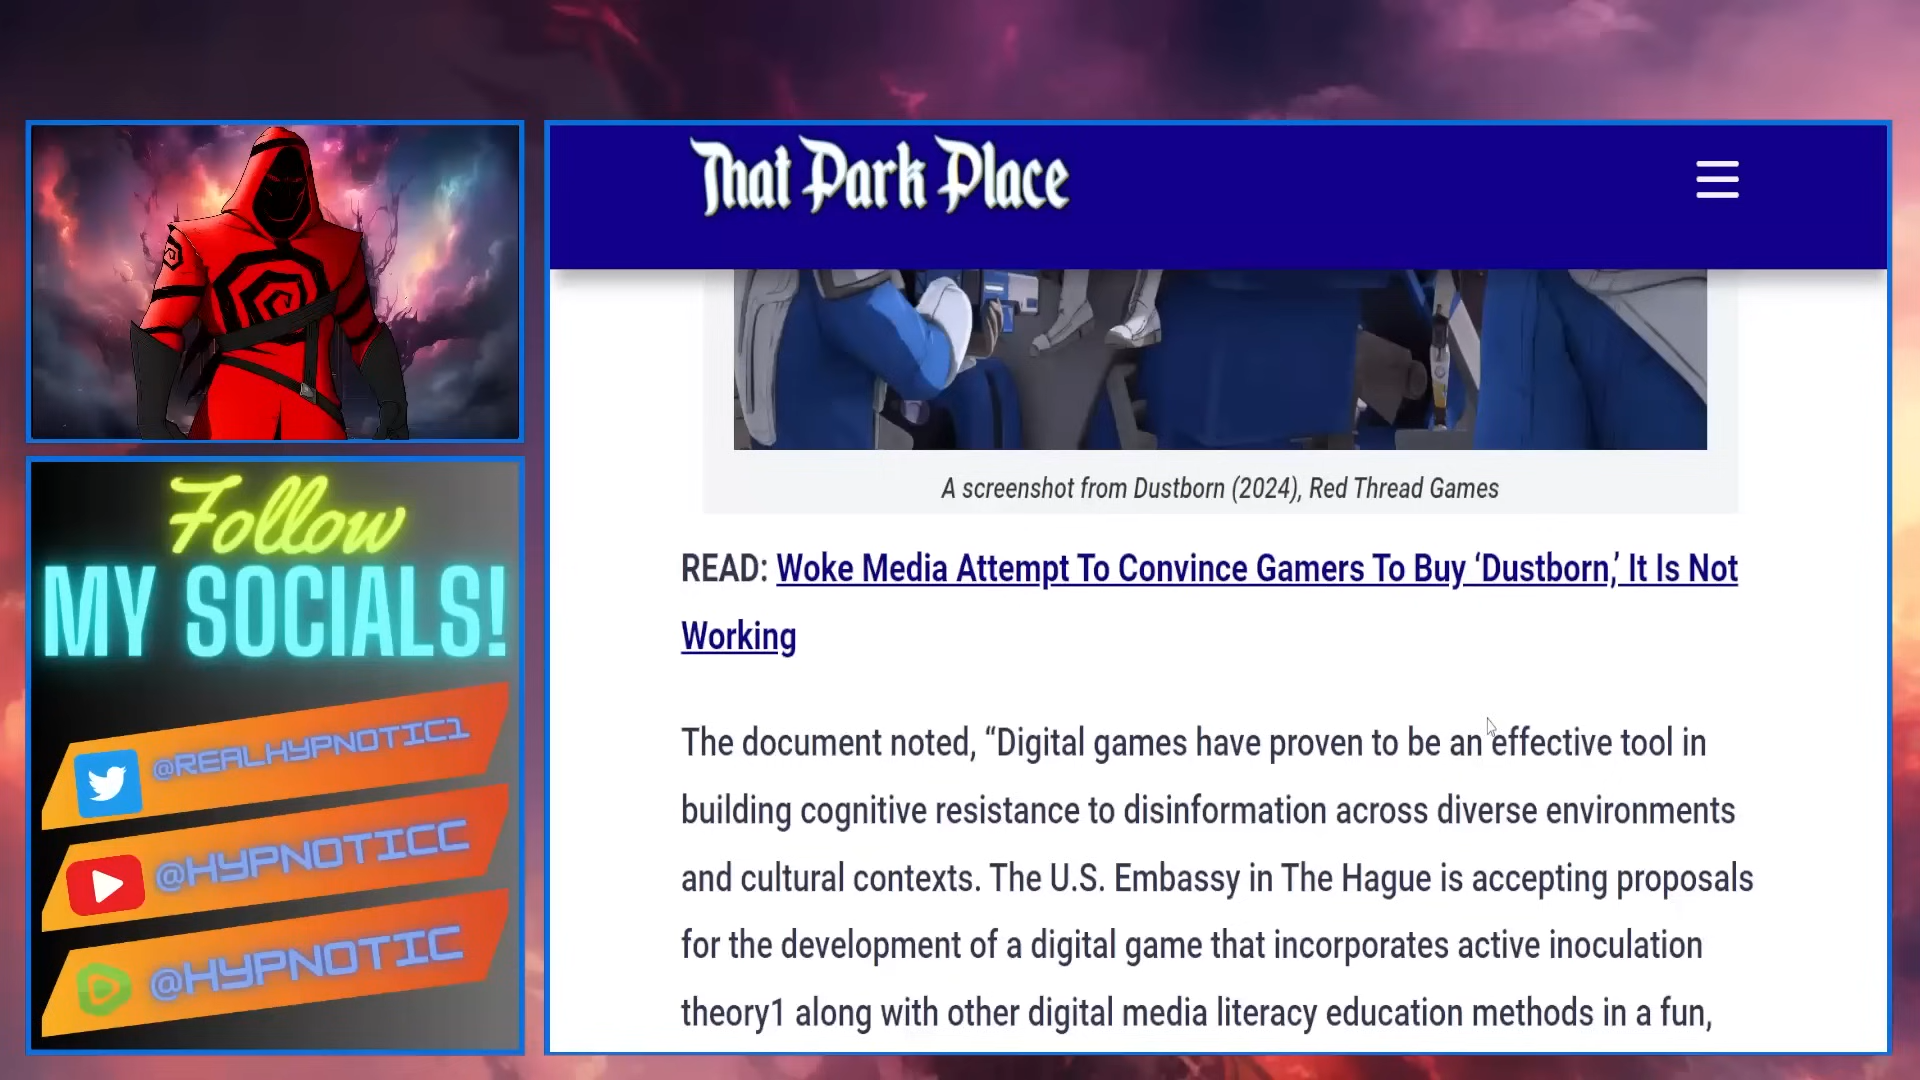 That Park Place
A screenshot from Dustborn (2024), Red Thread Games
READ: Woke Media Attempt To Convince Gamers To Buy ‘Dustborn,’ It Is Not
Working
The document noted, “Digital games have proven to be an effective tool in
building cognitive resistance to disinformation across diverse environments
and cultural contexts. The U.S. Embassy in The Hague is accepting proposals
for the development of a digital game that incorporates active inoculation
theory1 along with other digital media literacy education methods in a fun,
Follow
MY SOCIALS!
@REALHYPNOTIC1
@HYPNOTICC
@HYPNOTIC